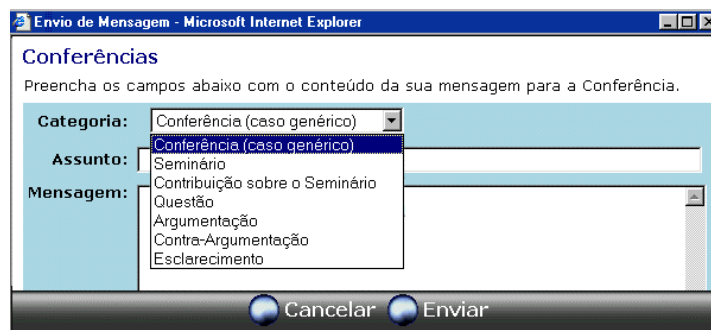 Envio de Mensagem - Microsoft Internet Explorer
Conferências
Preencha os campos abaixo com o conteúdo da sua mensagem para a Conferência.
Categoria: Conferência (caso genérico)
Conferência (caso genérico)
Assunto: Seminário
Contribuição sobre o Seminário
Mensagem: Questão
Argumentação
Contra-Argumentação
Esclarecimento
Cancelar Enviar